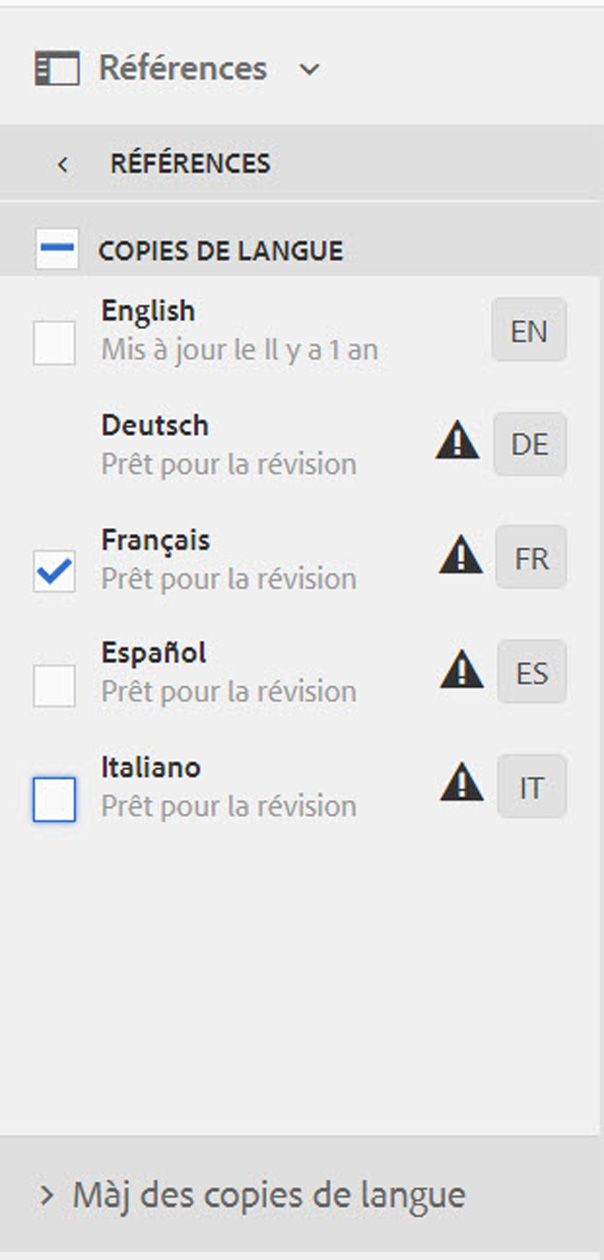 Références
RÉFÉRENCES
COPIES DE LANGUE
English
Mis à jour le Il y a 1 an
EN
Deutsch
Prêt pour la révision
DE
Français
Prêt pour la révision
FR
Español
Prêt pour la révision
ES
Italiano
Prêt pour la révision
IT
Màj des copies de langue